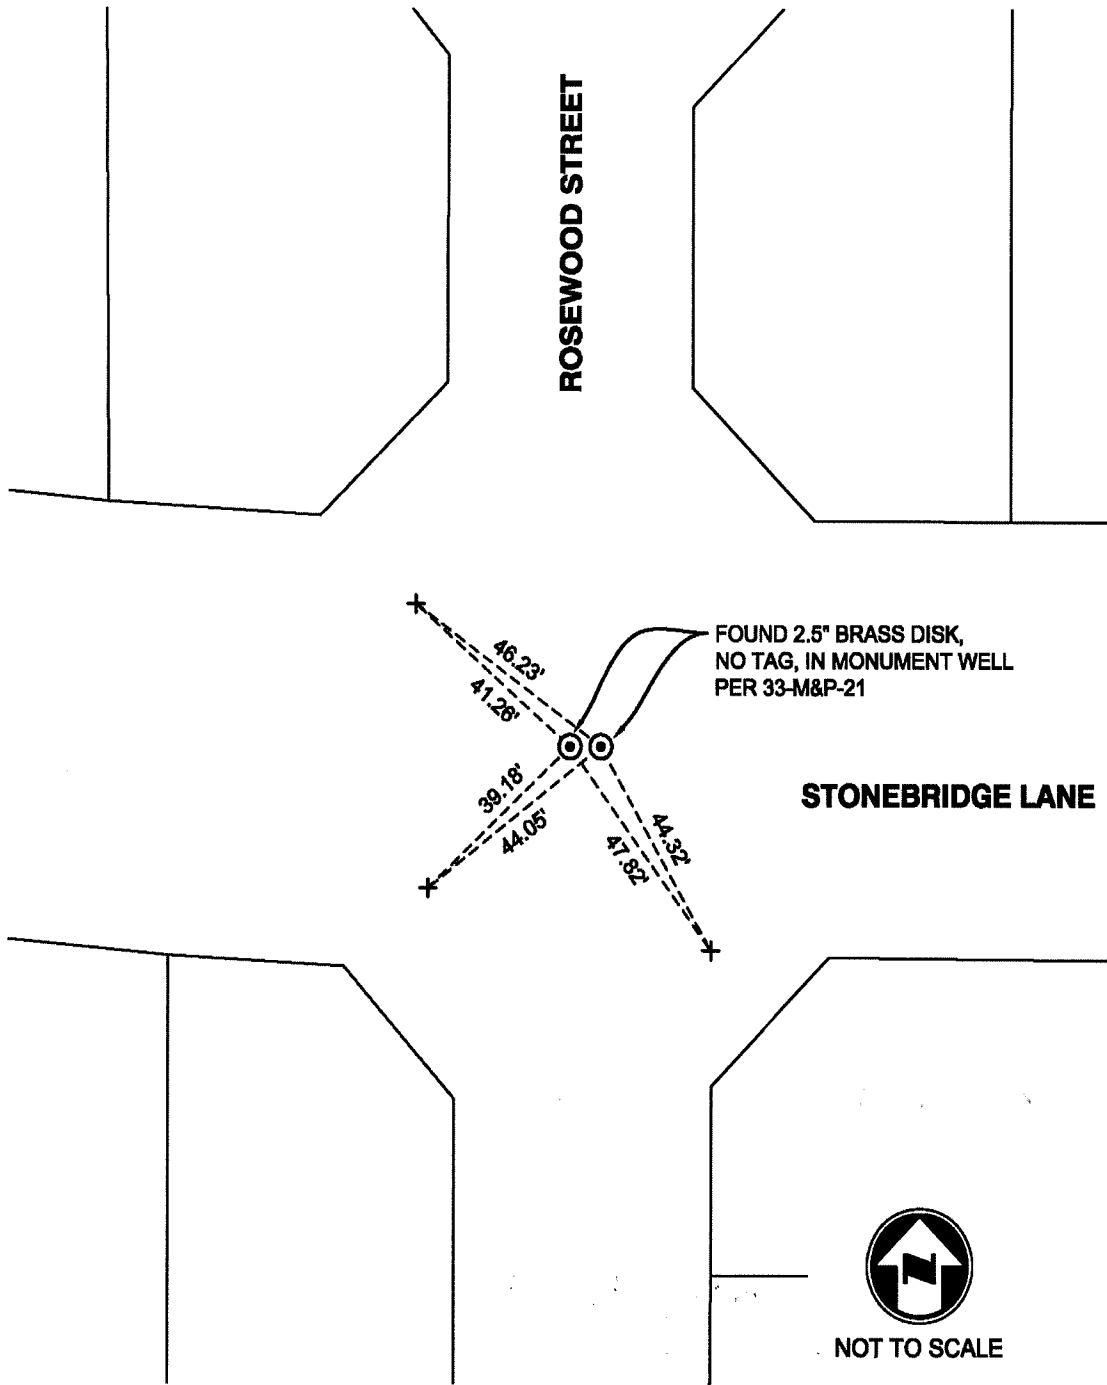 ROSEWOOD STREET
FOUND 2.5" BRASS DISK,
NO TAG, IN MONUMENT WELL
PER 33-M&P-21
46.23'
41.26'
39.18'
44.05'
44.32'
47.82'
STONEBRIDGE LANE
N
NOT TO SCALE